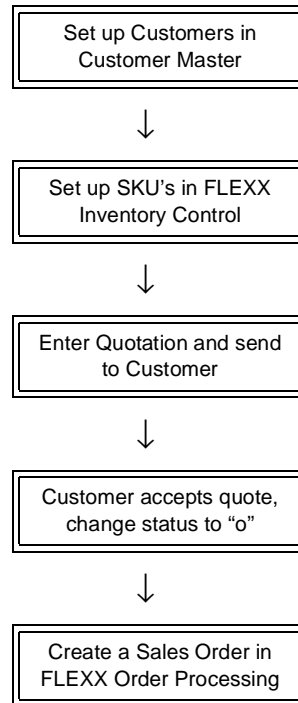 Set up Customers in
Customer Master
↓
Set up SKU's in FLEXX
Inventory Control
↓
Enter Quotation and send
to Customer
↓
Customer accepts quote,
change status to “o”
↓
Create a Sales Order in
FLEXX Order Processing